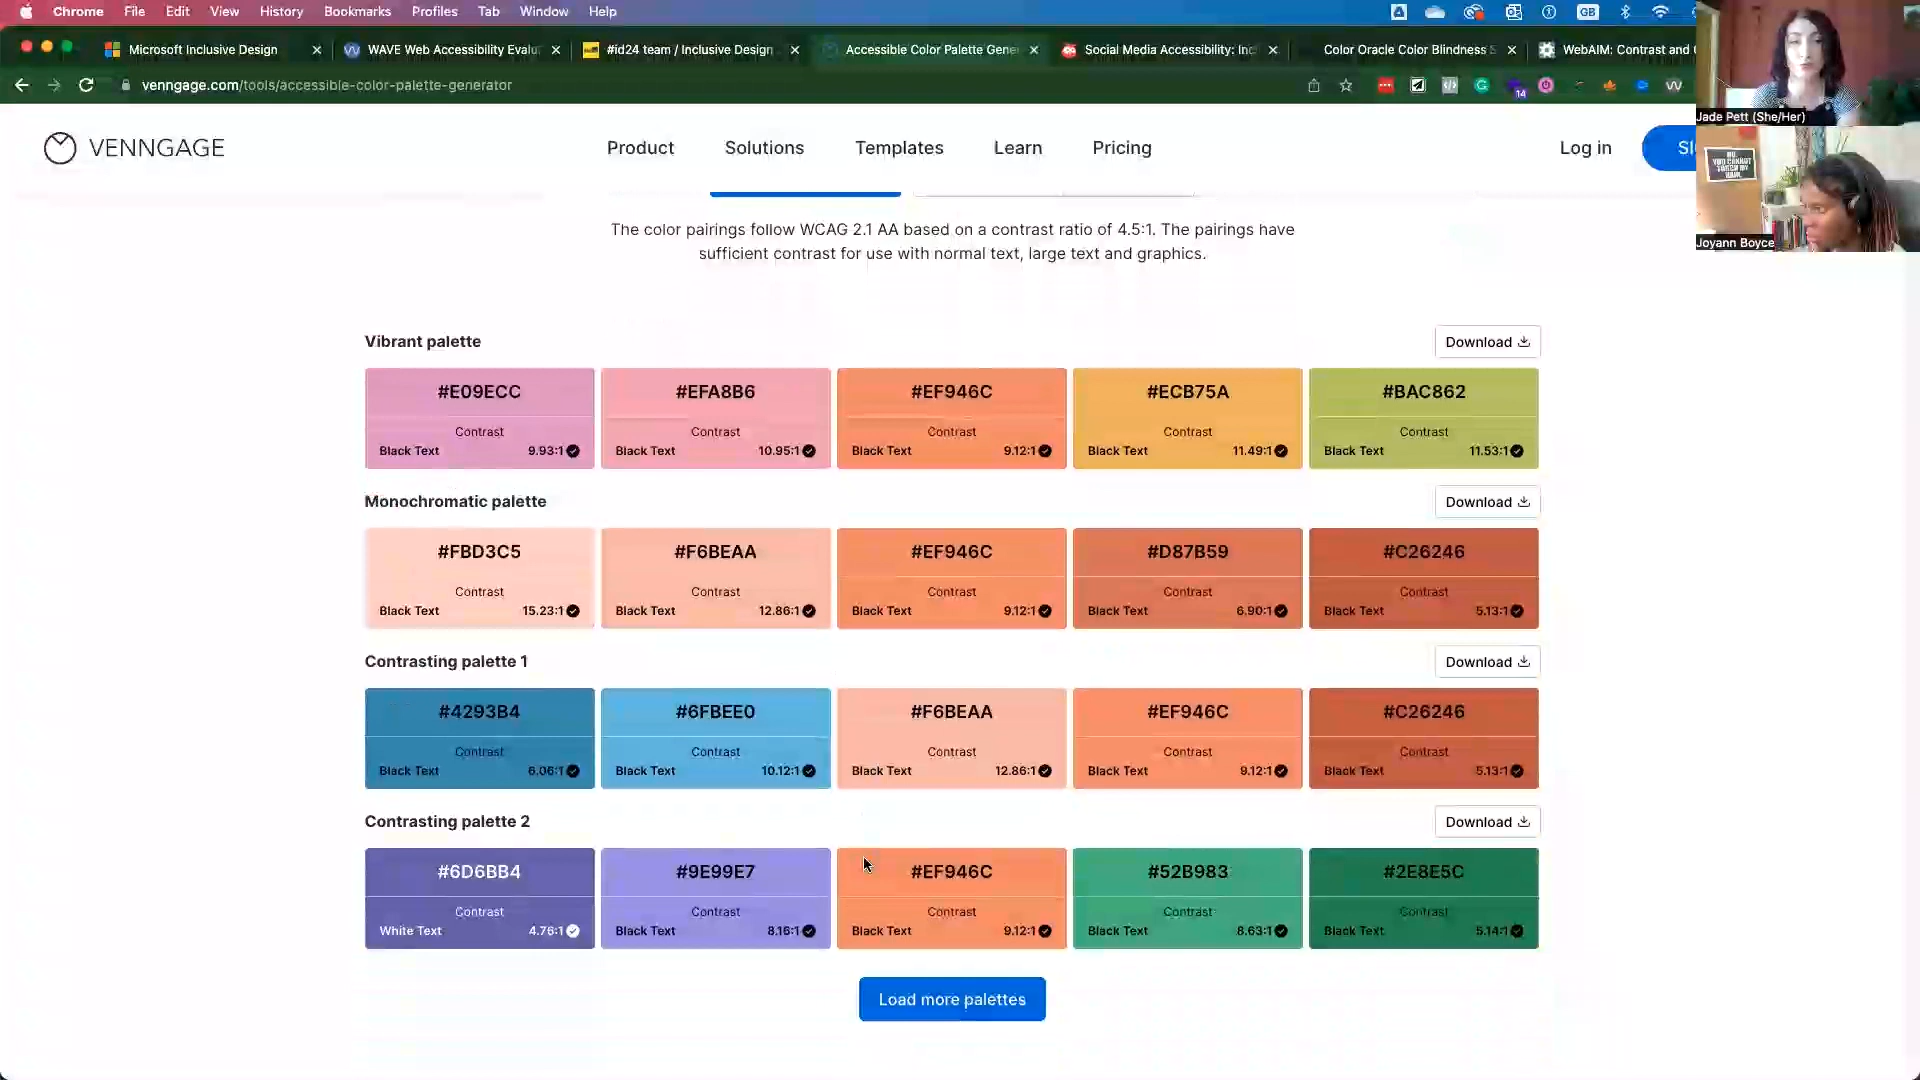 Chrome File Edit View History Bookmarks Profiles Tab Window Help
GB
Microsoft Inclusive Design
WAVE Web Accessibility Evalu
#id24 team / Inclusive Design
Accessible Color Palette Gene
Social Media Accessibility: Inc
Color Oracle Color Blindness S
WebAIM: Contrast and
venngage.com/tools/accessible-color-palette-generator
14
Jade Pett (She/Her)
VENNGAGE
Product Solutions Templates Learn Pricing
Log in
NO,
YOU CANNOT
TOUCH MY
HAIR.
Joyann Boyce
The color pairings follow WCAG 2.1 AA based on a contrast ratio of 4.5:1. The pairings have
sufficient contrast for use with normal text, large text and graphics.
Vibrant palette Download
#E09ECC #EFA8B6 #EF946C #ECB75A #BAC862
Contrast Contrast Contrast Contrast Contrast
Black Text 9.93:1 Black Text 10.95:1 Black Text 9.12:1 Black Text 11.49:1 Black Text 11.53:1
Monochromatic palette Download
#FBD3C5 #F6BEAA #EF946C #D87B59 #C26246
Contrast Contrast Contrast Contrast Contrast
Black Text 15.23:1 Black Text 12.86:1 Black Text 9.12:1 Black Text 6.90:1 Black Text 5.13:1
Contrasting palette 1 Download
#4293B4 #6FBEE0 #F6BEAA #EF946C #C26246
Contrast Contrast Contrast Contrast Contrast
Black Text 6.06:1 Black Text 10.12:1 Black Text 12.86:1 Black Text 9.12:1 Black Text 5.13:1
Contrasting palette 2 Download
#6D6BB4 #9E99E7 #EF946C #52B983 #2E8E5C
Contrast Contrast Contrast Contrast Contrast
White Text 4.76:1 Black Text 8.16:1 Black Text 9.12:1 Black Text 8.63:1 Black Text 5.14:1
Load more palettes